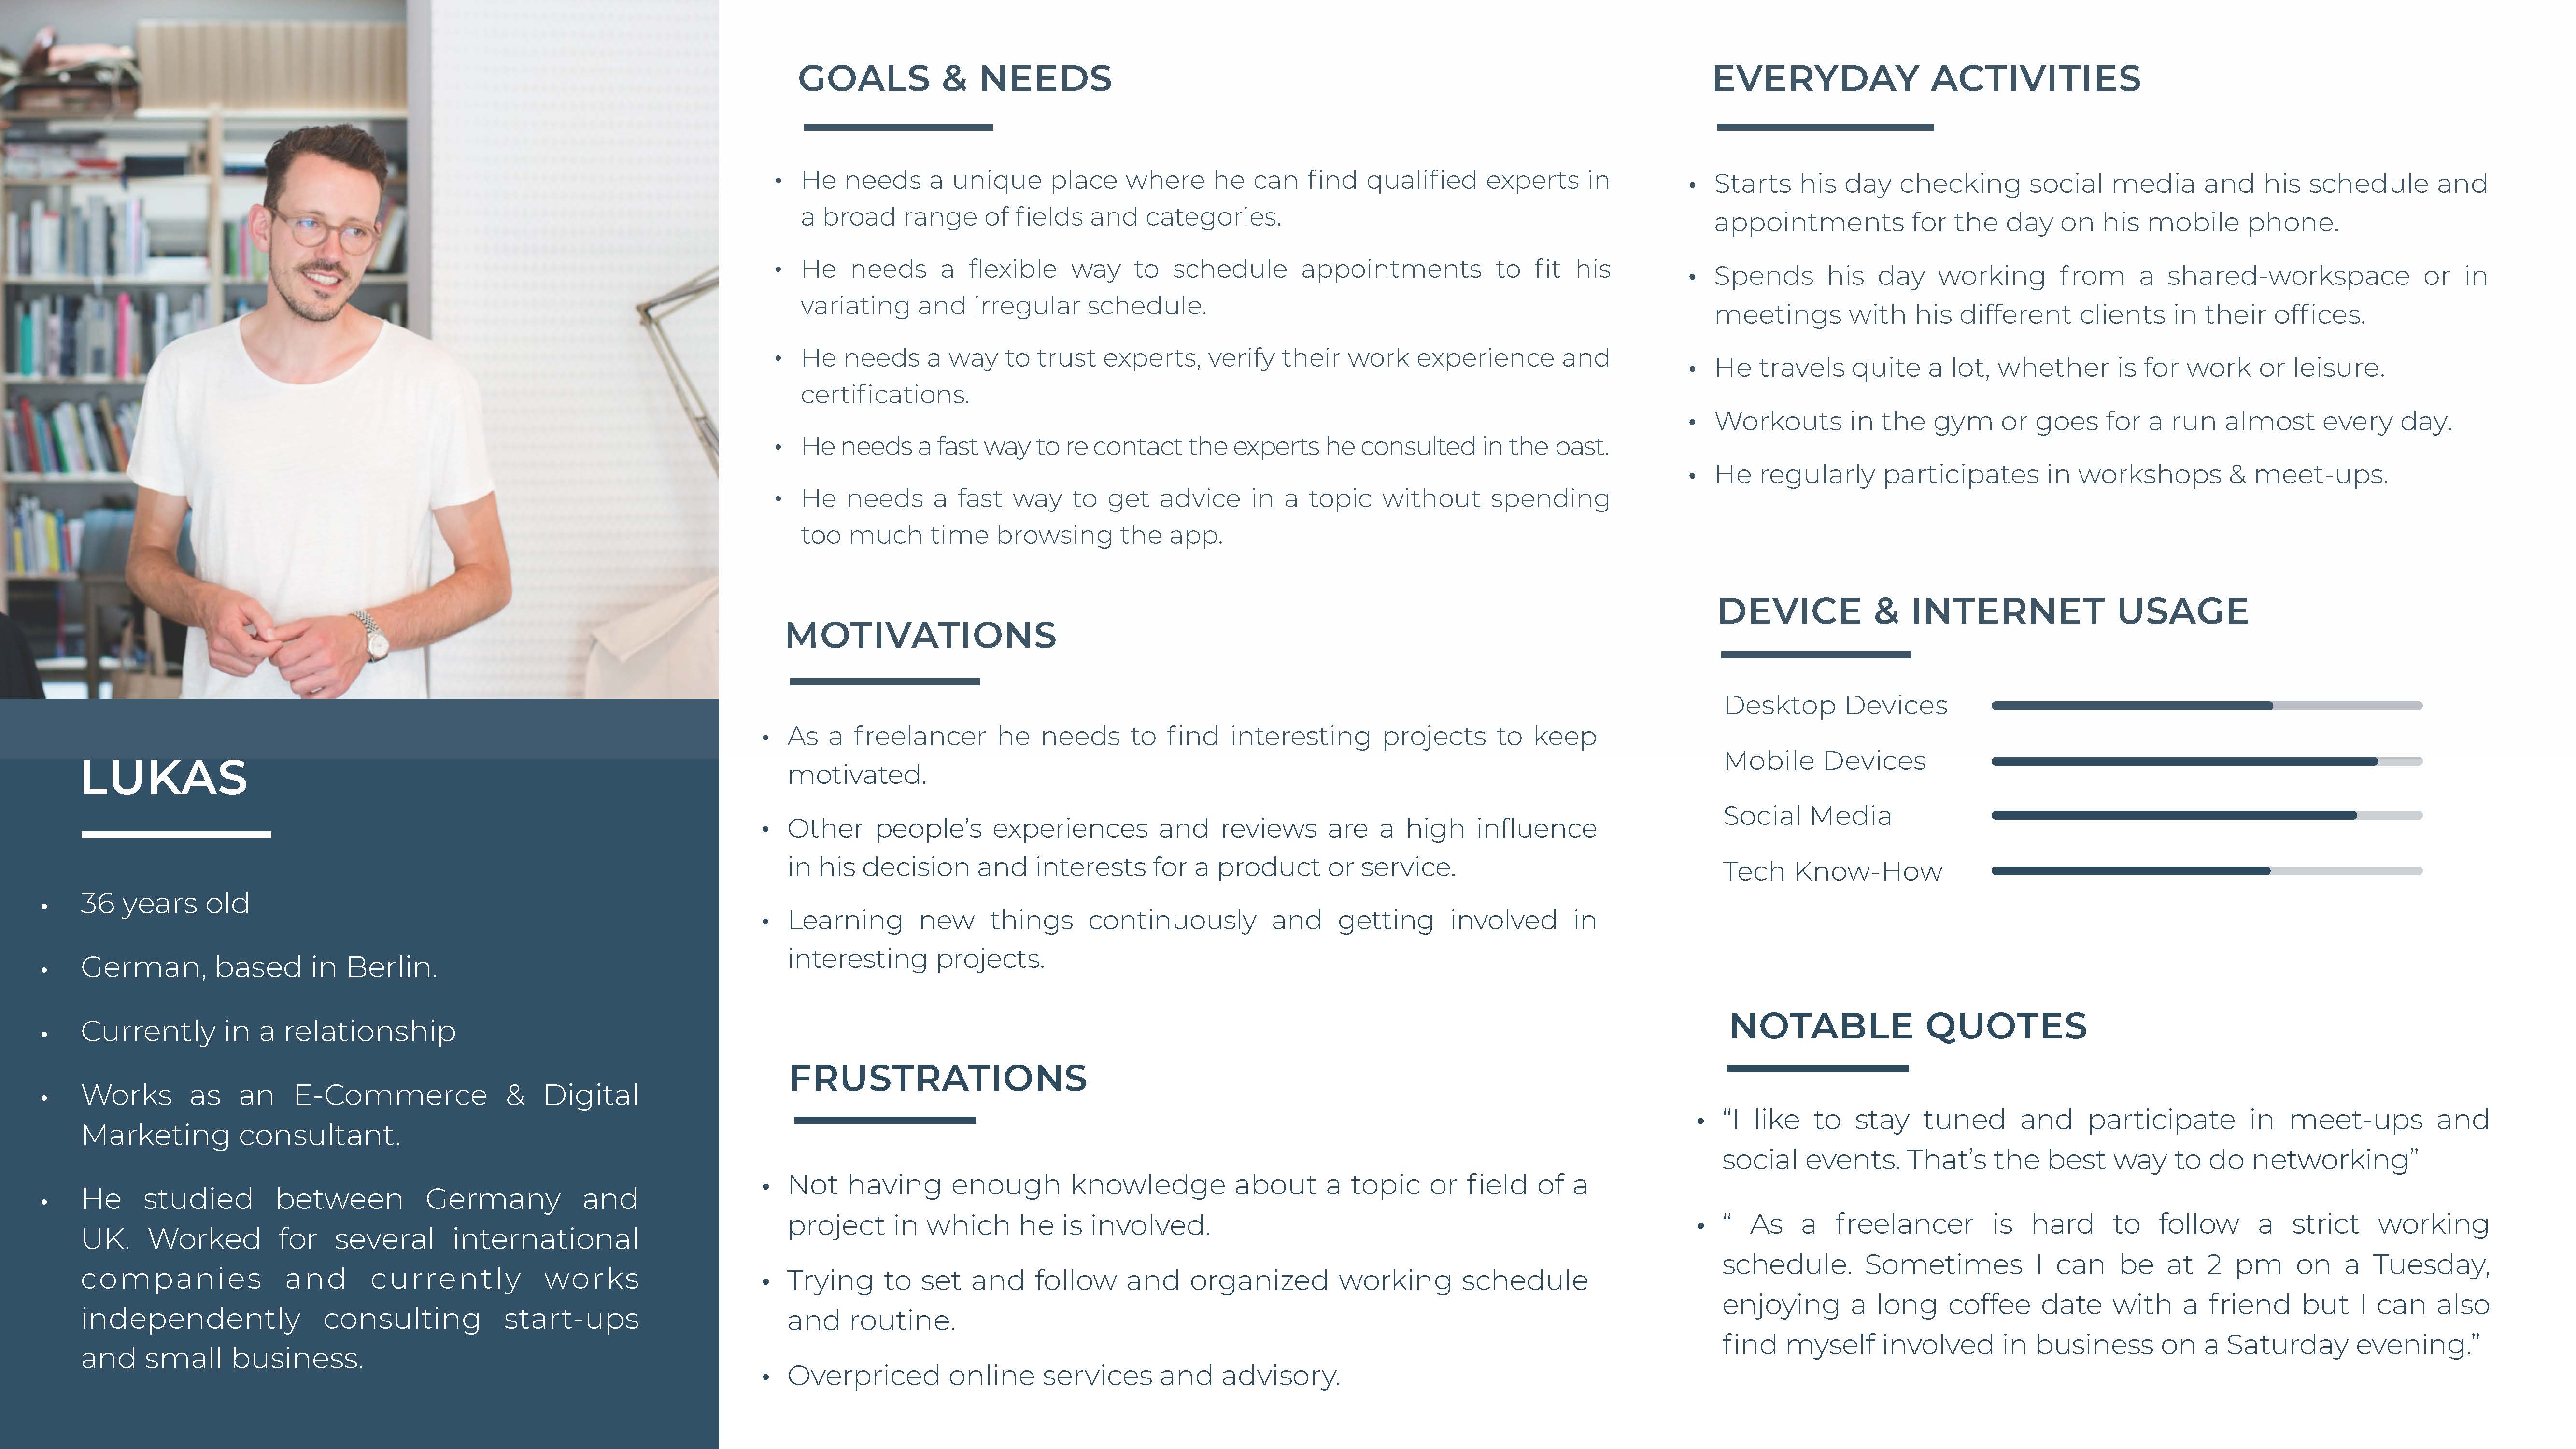 LUKAS
• 36 years old
• German, based in Berlin.
• Currently in a relationship
• Works as an E-Commerce & Digital
Marketing consultant.
• He studied between Germany and
UK. Worked for several international
companies and currently works
independently consulting start-ups
and small business.
GOALS & NEEDS
• He needs a unique place where he can find qualified experts in
a broad range of fields and categories.
• He needs a flexible way to schedule appointments to fit his
variating and irregular schedule.
• He needs a way to trust experts, verify their work experience and
certifications.
• He needs a fast way to re contact the experts he consulted in the past.
• He needs a fast way to get advice in a topic without spending
too much time browsing the app.
MOTIVATIONS
• As a freelancer he needs to find interesting projects to keep
motivated.
• Other people’s experiences and reviews are a high influence
in his decision and interests for a product or service.
• Learning new things continuously and getting involved in
interesting projects.
FRUSTRATIONS
• Not having enough knowledge about a topic or field of a
project in which he is involved.
• Trying to set and follow and organized working schedule
and routine.
• Overpriced online services and advisory.
EVERYDAY ACTIVITIES
• Starts his day checking social media and his schedule and
appointments for the day on his mobile phone.
• Spends his day working from a shared-workspace or in
meetings with his different clients in their offices.
• He travels quite a lot, whether is for work or leisure.
• Workouts in the gym or goes for a run almost every day.
• He regularly participates in workshops & meet-ups.
DEVICE & INTERNET USAGE
Desktop Devices
Mobile Devices
Social Media
Tech Know-How
NOTABLE QUOTES
• “I like to stay tuned and participate in meet-ups and
social events. That’s the best way to do networking”
• “ As a freelancer is hard to follow a strict working
schedule. Sometimes I can be at 2 pm on a Tuesday,
enjoying a long coffee date with a friend but I can also
find myself involved in business on a Saturday evening.”